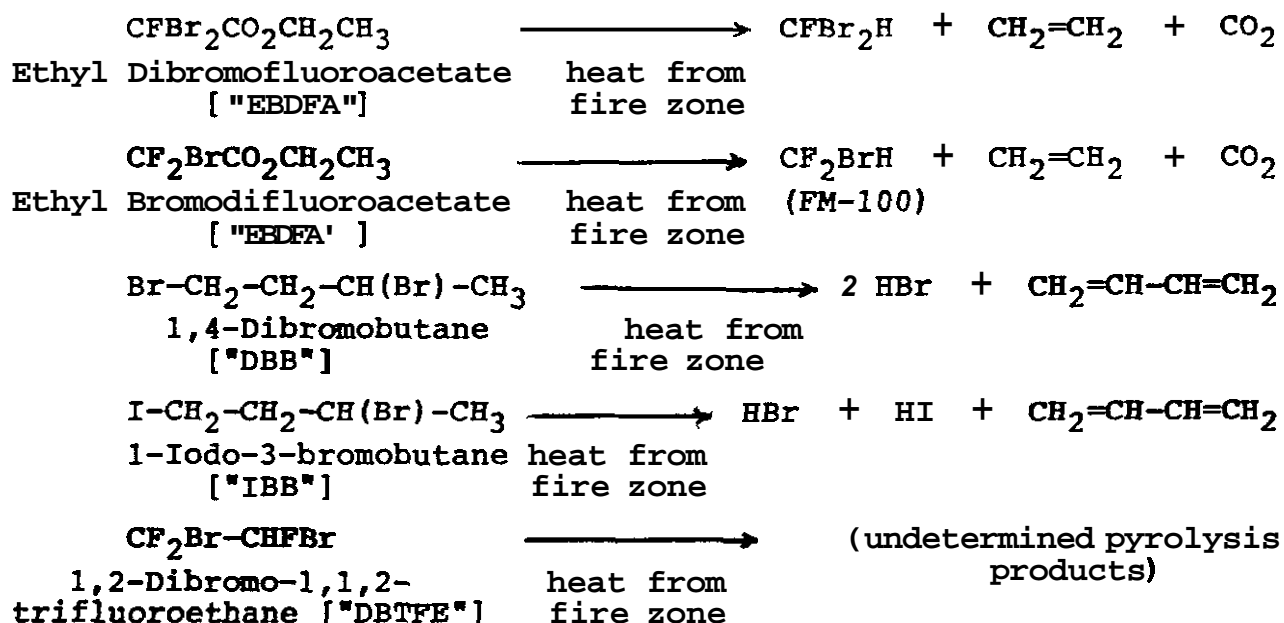 CFBr2CO2CH2CH3 ⟶ CFBr2H + CH2=CH2 + CO2
Ethyl Dibromofluoroacetate heat from
["EBDFA"] fire zone
CF2BrCO2CH2CH3 ⟶ CF2BrH + CH2=CH2 + CO2
Ethyl Bromodifluoroacetate heat from (FM-100)
["EBDFA' ] fire zone
Br-CH2-CH2-CH(Br)-CH3 ⟶ 2 HBr + CH2=CH-CH=CH2
1,4-Dibromobutane heat from
["DBB"] fire zone
I-CH2-CH2-CH(Br)-CH3 ⟶ HBr + HI + CH2=CH-CH=CH2
1-Iodo-3-bromobutane heat from
["IBB"] fire zone
CF2Br-CHFBr ⟶ (undetermined pyrolysis
products)
1,2-Dibromo-1,1,2- heat from
trifluoroethane ["DBTFE"] fire zone